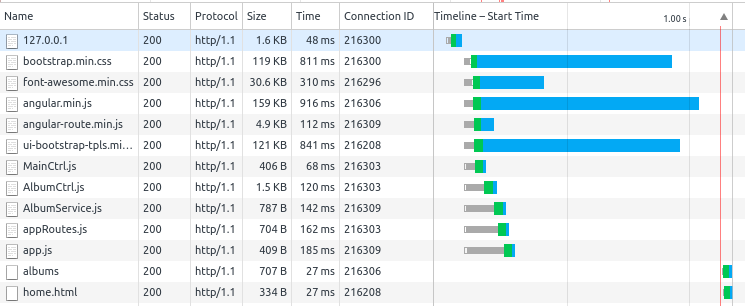 Name Status Protocol Size Time Connection ID Timeline – Start Time 1.00 s
127.0.0.1 200 http/1.1 1.6 KB 48 ms 216300
bootstrap.min.css 200 http/1.1 119 KB 811 ms 216300
font-awesome.min.css 200 http/1.1 30.6 KB 310 ms 216296
angular.min.js 200 http/1.1 159 KB 916 ms 216306
angular-route.min.js 200 http/1.1 4.9 KB 112 ms 216309
ui-bootstrap-tpls.mi... 200 http/1.1 121 KB 841 ms 216208
MainCtrl.js 200 http/1.1 406 B 68 ms 216303
AlbumCtrl.js 200 http/1.1 1.5 KB 120 ms 216303
AlbumService.js 200 http/1.1 787 B 142 ms 216309
appRoutes.js 200 http/1.1 704 B 162 ms 216303
app.js 200 http/1.1 409 B 185 ms 216309
albums 200 http/1.1 707 B 27 ms 216306
home.html 200 http/1.1 334 B 27 ms 216208